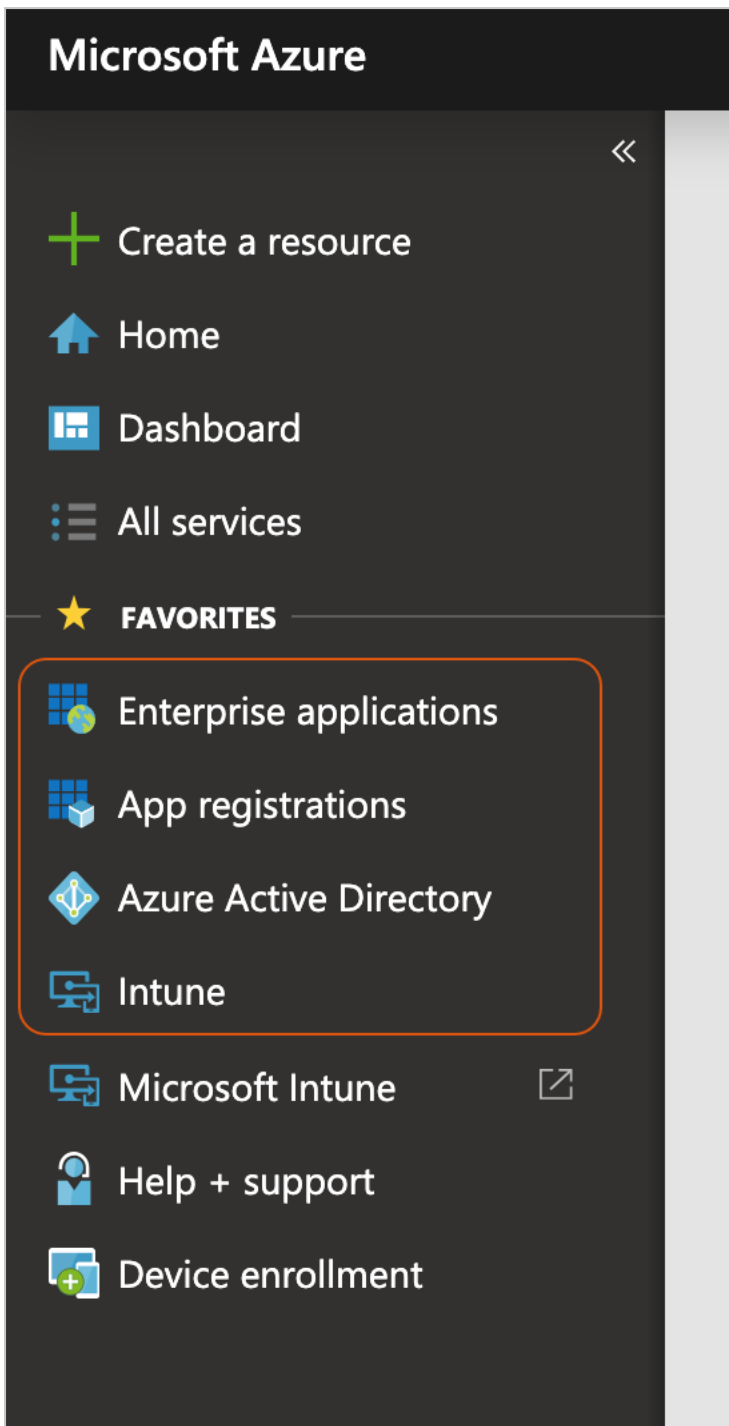 Microsoft Azure
Create a resource
Home
Dashboard
All services
FAVORITES
Enterprise applications
App registrations
Azure Active Directory
Intune
Microsoft Intune
Help + support
Device enrollment